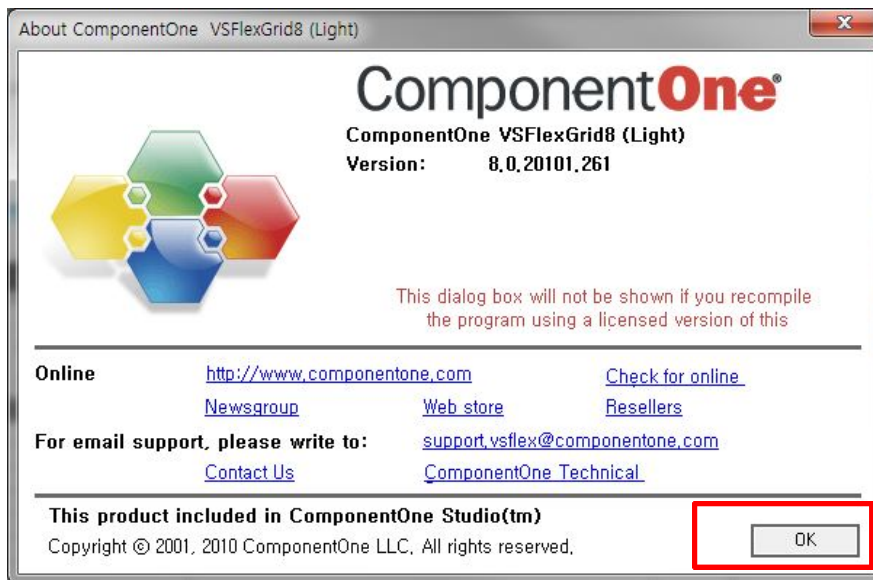 About ComponentOne VSFlexGrid8 (Light)
ComponentOne®
ComponentOne VSFlexGrid8 (Light)
Version: 8.0.20101.261
This dialog box will not be shown if you recompile
the program using a licensed version of this
Online http://www.componentone.com Check for online
Newsgroup Web store Resellers
For email support, please write to: support.vsflex@componentone.com
Contact Us ComponentOne Technical
This product included in ComponentOne Studio(tm)
Copyright © 2001, 2010 ComponentOne LLC. All rights reserved.
OK